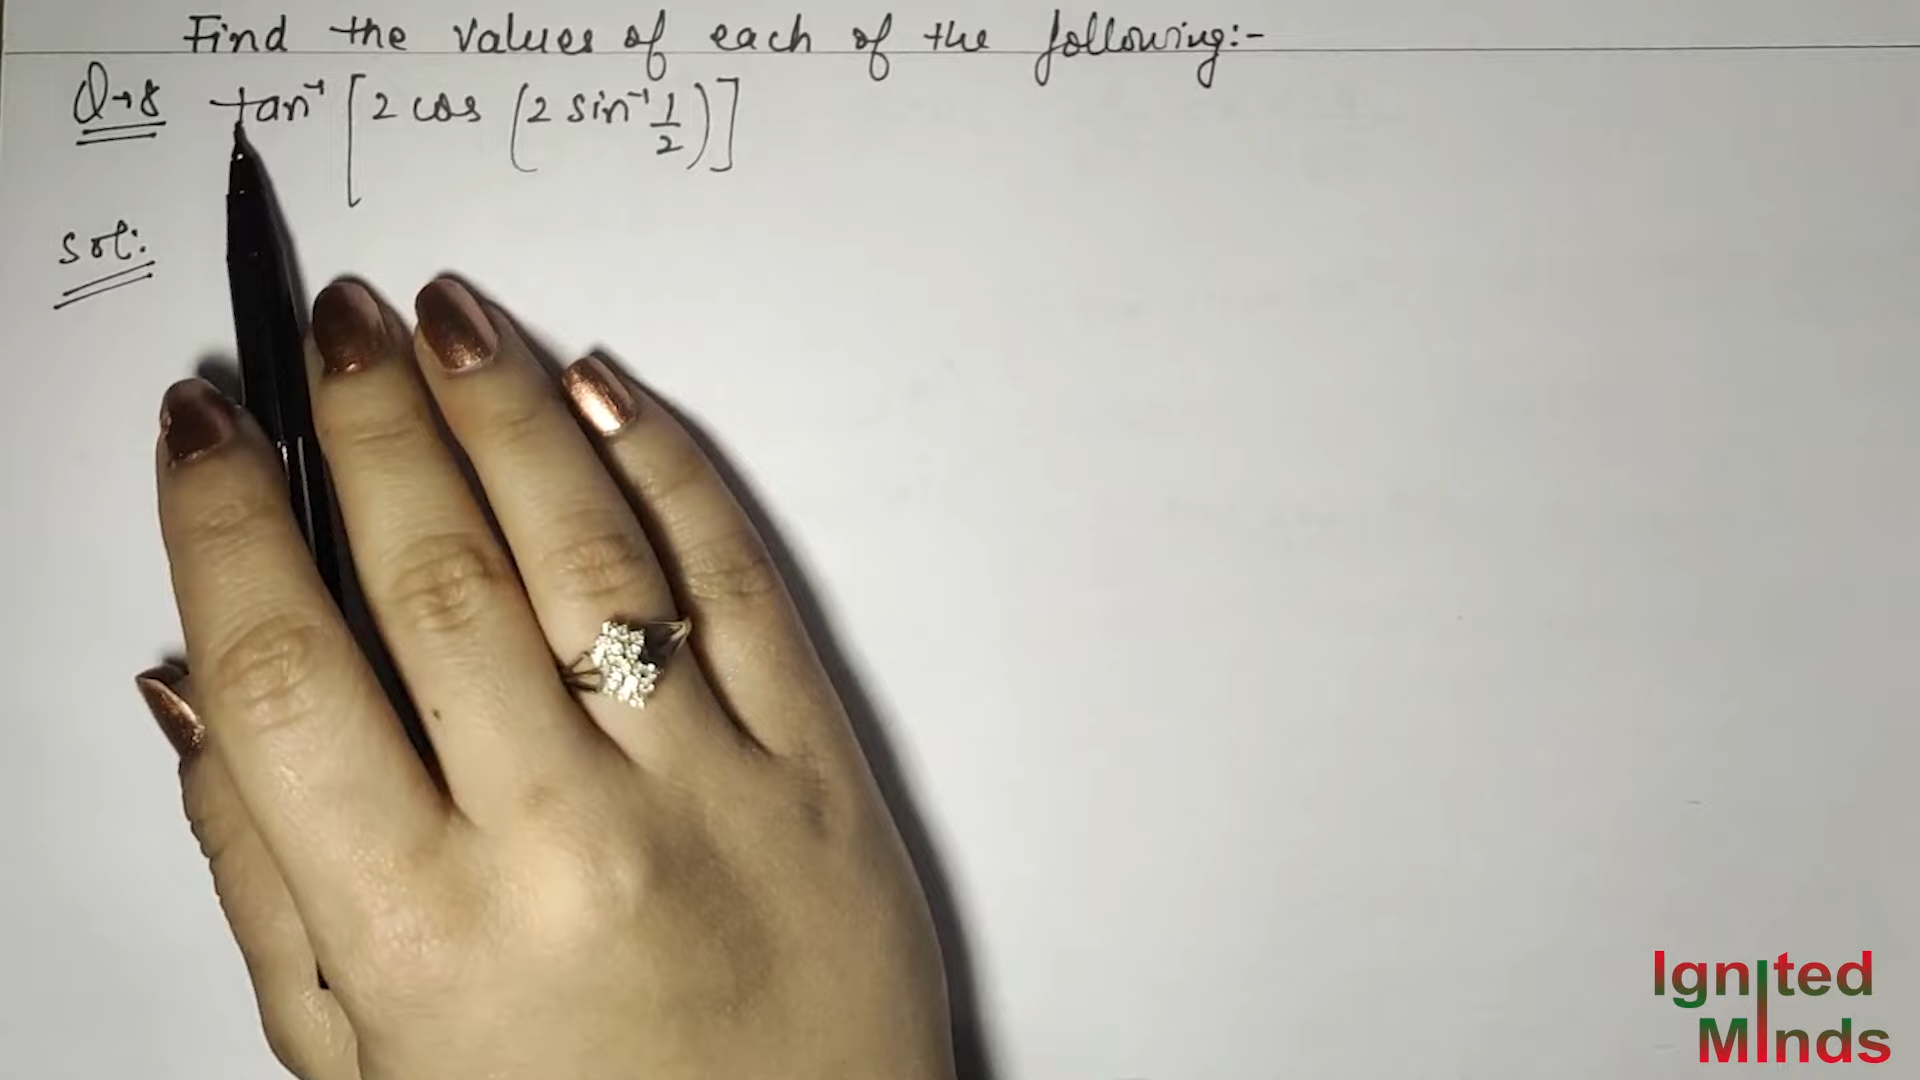 Find the values of each of the following:-
Q→8 tan⁻¹ [2 cos (2 sin⁻¹ 1/2)]
Sol:
Ignited
Minds